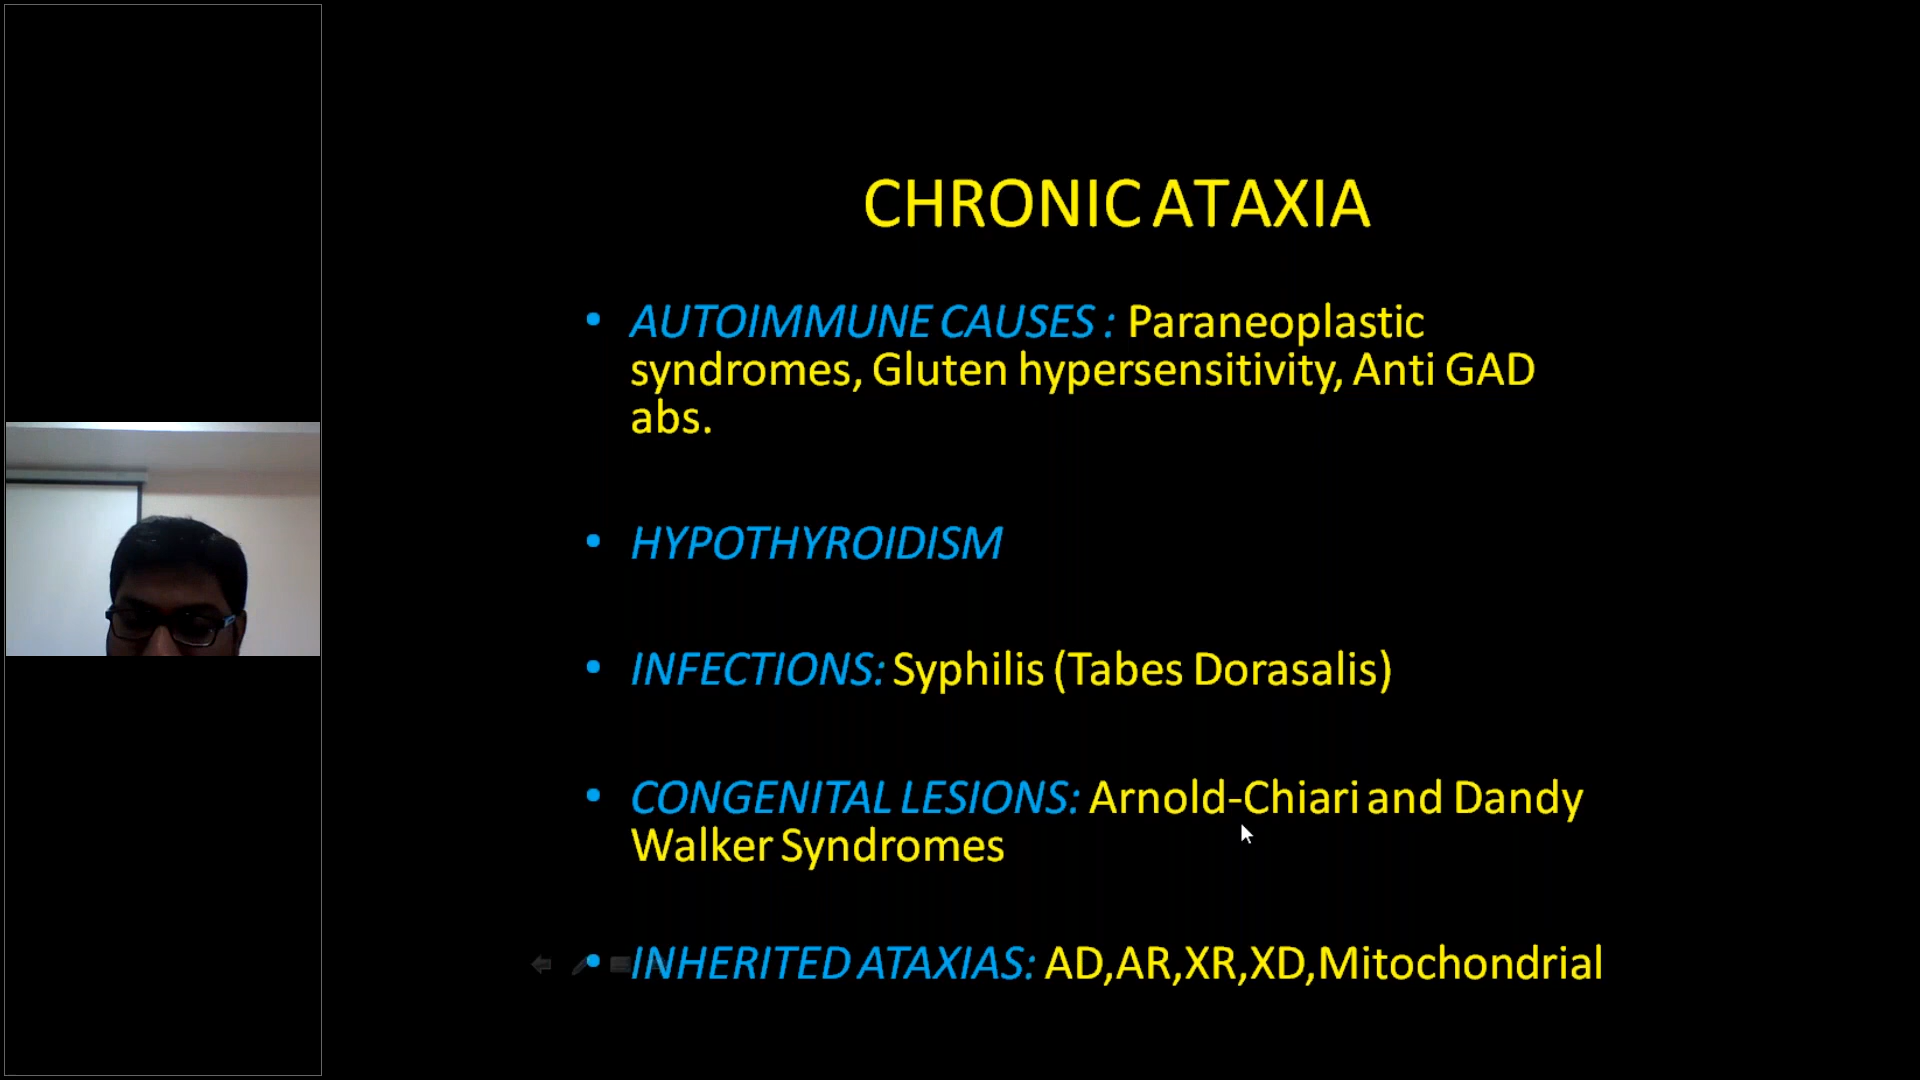 CHRONIC ATAXIA
• AUTOIMMUNE CAUSES : Paraneoplastic
syndromes, Gluten hypersensitivity, Anti GAD
abs.
• HYPOTHYROIDISM
• INFECTIONS: Syphilis (Tabes Dorasalis)
• CONGENITAL LESIONS: Arnold-Chiari and Dandy
Walker Syndromes
• INHERITED ATAXIAS: AD,AR,XR,XD,Mitochondrial